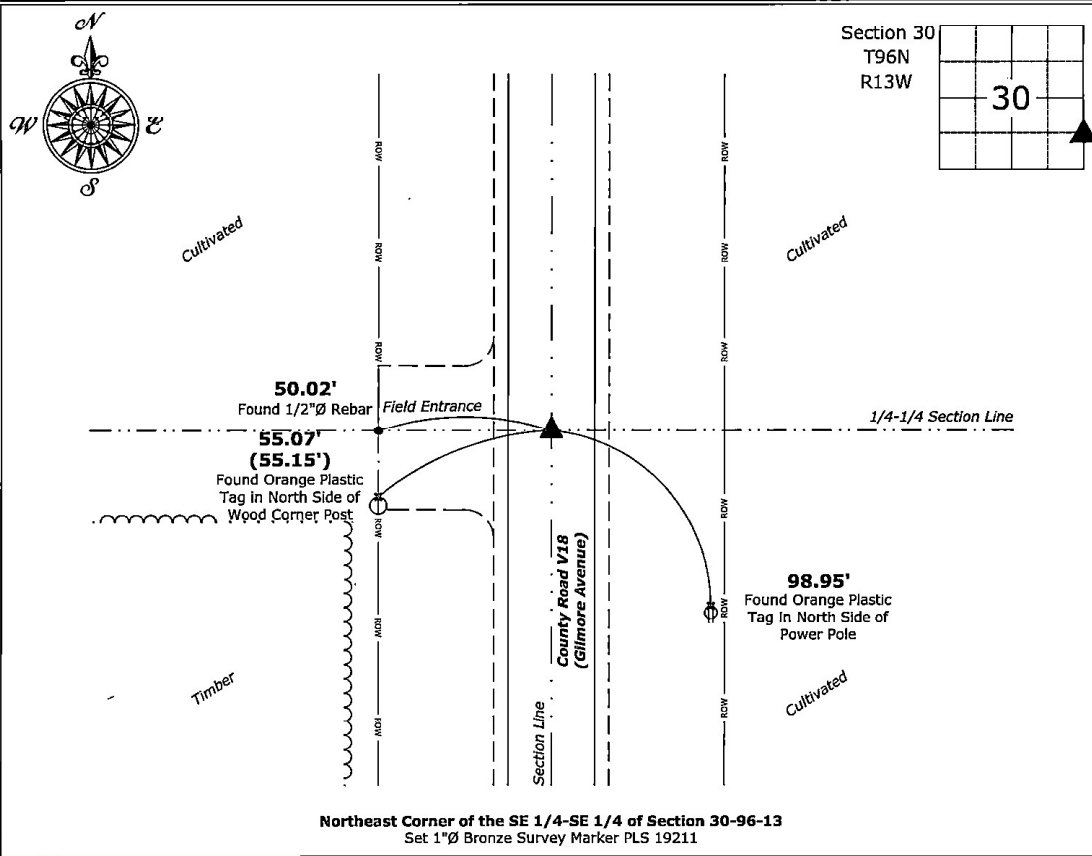 N
W
E
S
Section 30
T96N
R13W
30
ROW
ROW
ROW
ROW
ROW
ROW
Cultivated
Cultivated
50.02'
Found 1/2"Ø Rebar
Field Entrance
1/4-1/4 Section Line
55.07'
(55.15')
Found Orange Plastic
Tag in North Side of
Wood Corner Post
ROW
ROW
ROW
ROW
ROW
ROW
ROW
County Road V18
(Gilmore Avenue)
98.95'
Found Orange Plastic
Tag in North Side of
Power Pole
Timber
Section Line
Cultivated
Northeast Corner of the SE 1/4-SE 1/4 of Section 30-96-13
Set 1"Ø Bronze Survey Marker PLS 19211